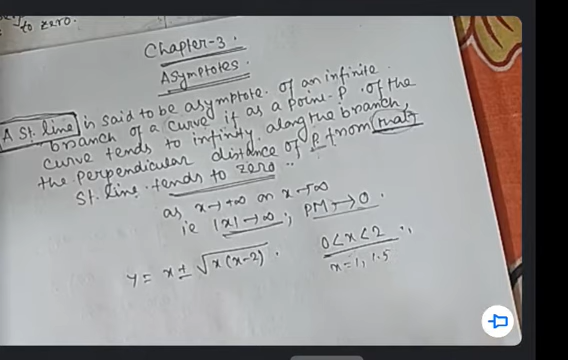 to zero.
Chapter-3.
Asymptotes.
A St. line is said to be asymptote of an infinite
branch of a curve if as a point-P of the
curve tends to infinity along the branch,
the perpendicular distance of P from that
St. line tends to zero.
as x→+∞ or x→-∞
ie |x|→∞, PM→0.
y = x ± √x(x-2).
0<x<2
x=1, 1.5